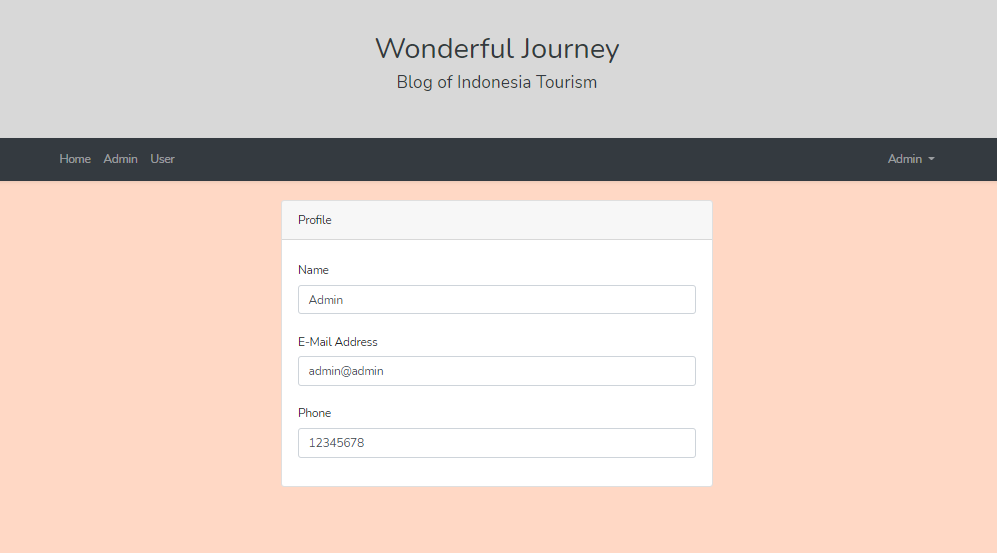 Wonderful Journey
Blog of Indonesia Tourism
Home Admin User Admin
Profile
Name
Admin
E-Mail Address
admin@admin
Phone
12345678